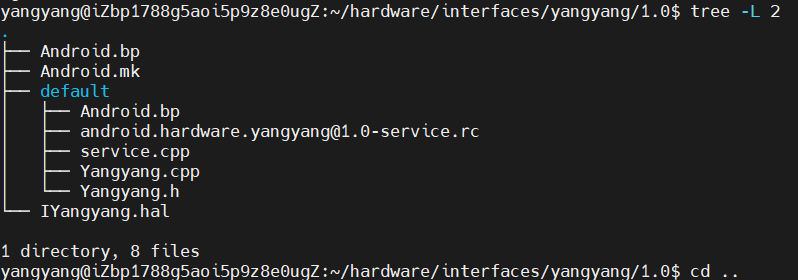 yangyang@iZbp1788g5aoi5p9z8e0ugZ:~/hardware/interfaces/yangyang/1.0$ tree -L 2
.
├── Android.bp
├── Android.mk
├── default
│   ├── Android.bp
│   ├── android.hardware.yangyang@1.0-service.rc
│   ├── service.cpp
│   ├── Yangyang.cpp
│   └── Yangyang.h
└── IYangyang.hal
1 directory, 8 files
yangyang@iZbp1788g5aoi5p9z8e0ugZ:~/hardware/interfaces/yangyang/1.0$ cd ..